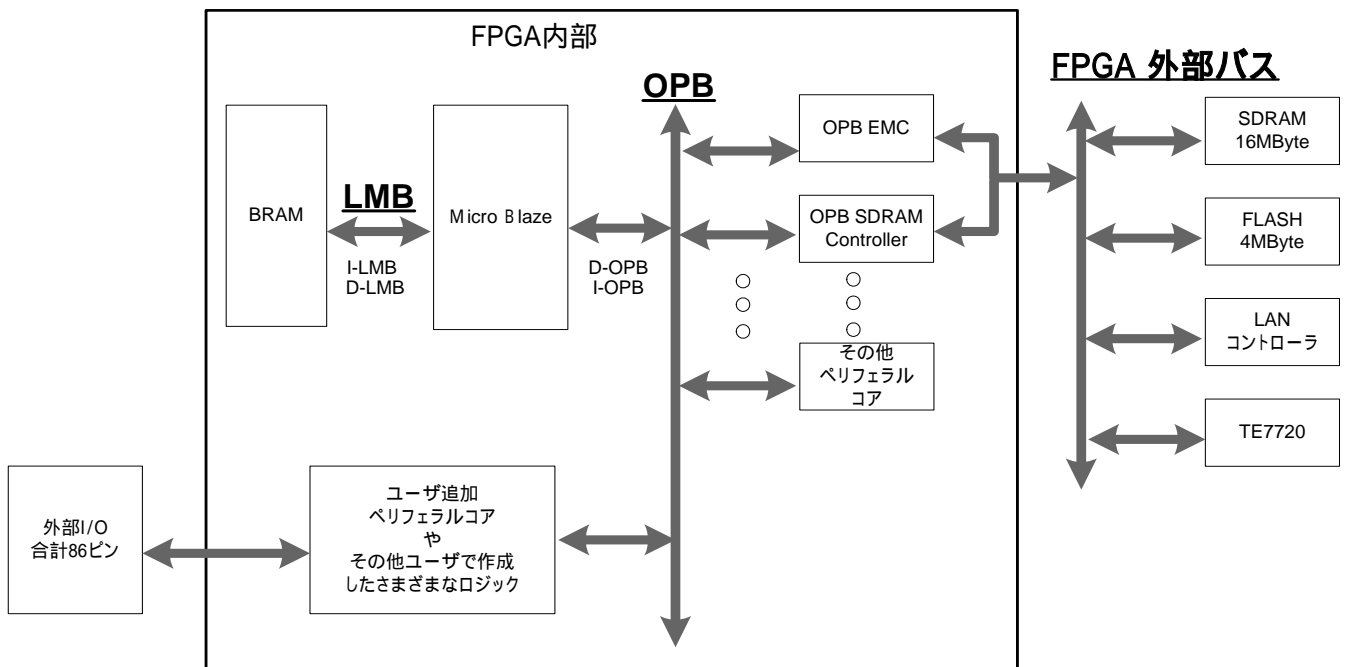 FPGA内部
FPGA 外部バス
OPB
LMB
BRAM
I-LMB
D-LMB
Micro Blaze
D-OPB
I-OPB
OPB EMC
OPB SDRAM
Controller
その他
ペリフェラル
コア
SDRAM
16MByte
FLASH
4MByte
LAN
コントローラ
TE7720
外部I/O
合計86ピン
ユーザ追加
ペリフェラルコア
や
その他ユーザで作成
したさまざまなロジック